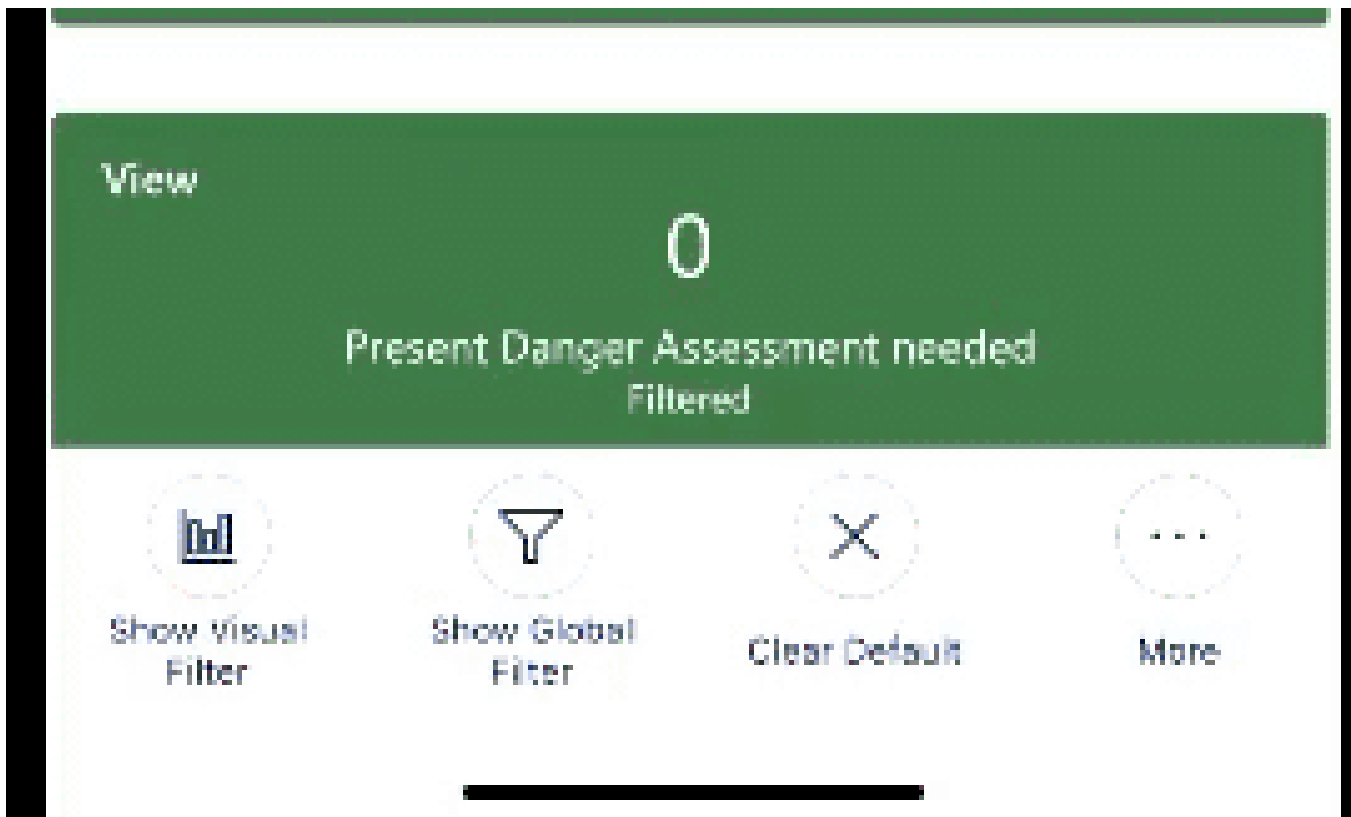 View
0
Present Danger Assessment needed
Filtered
Show Visual
Filter
Show Global
Filter
Clear Default
More